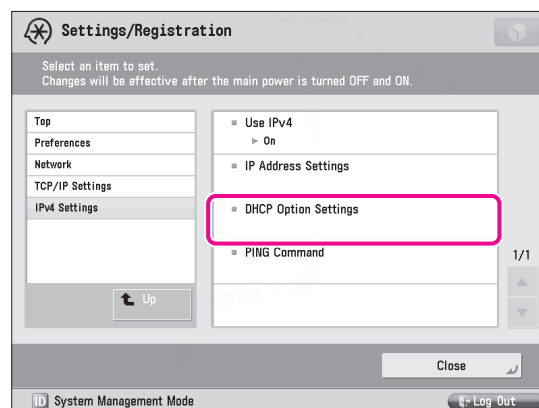 Settings/Registration
Select an item to set.
Changes will be effective after the main power is turned OFF and ON.
Top
Preferences
Network
TCP/IP Settings
IPv4 Settings
Up
Use IPv4
On
IP Address Settings
DHCP Option Settings
PING Command
1/1
Close
ID System Management Mode
Log Out